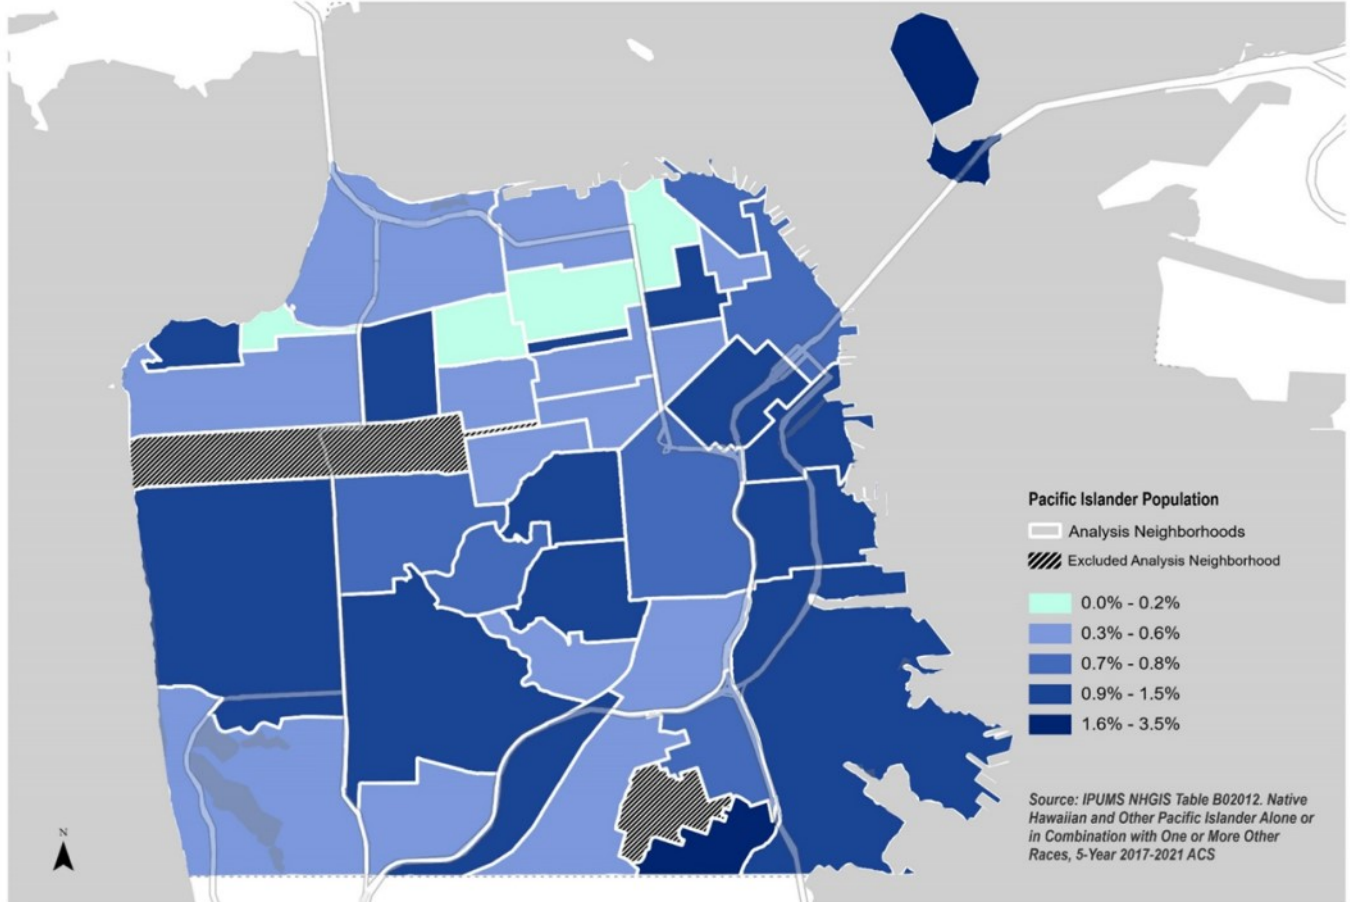 Pacific Islander Population
Analysis Neighborhoods
Excluded Analysis Neighborhood
0.0% - 0.2%
0.3% - 0.6%
0.7% - 0.8%
0.9% - 1.5%
1.6% - 3.5%
Source: IPUMS NHGIS Table B02012. Native
Hawaiian and Other Pacific Islander Alone or
in Combination with One or More Other
Races, 5-Year 2017-2021 ACS
N